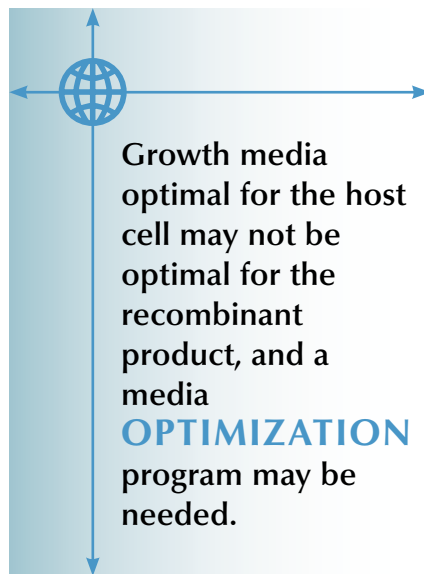 Growth media
optimal for the host
cell may not be
optimal for the
recombinant
product, and a
media
OPTIMIZATION
program may be
needed.